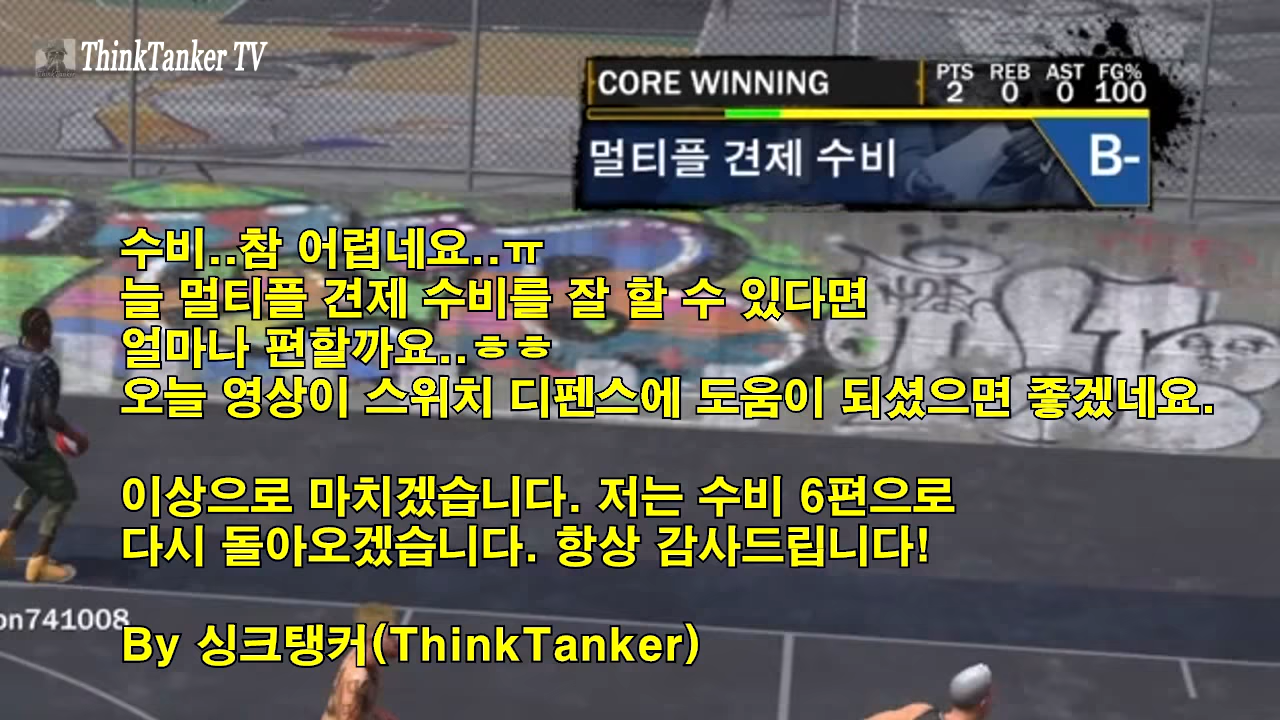 ThinkTanker TV
CORE WINNING
PTS REB AST FG%
2 0 0 100
멀티플 견제 수비
B-
수비..참 어렵네요..ㅠ
늘 멀티플 견제 수비를 잘 할 수 있다면
얼마나 편할까요..ㅎㅎ
오늘 영상이 스위치 디펜스에 도움이 되셨으면 좋겠네요.
이상으로 마치겠습니다. 저는 수비 6편으로
다시 돌아오겠습니다. 항상 감사드립니다!
on741008
By 싱크탱커(ThinkTanker)